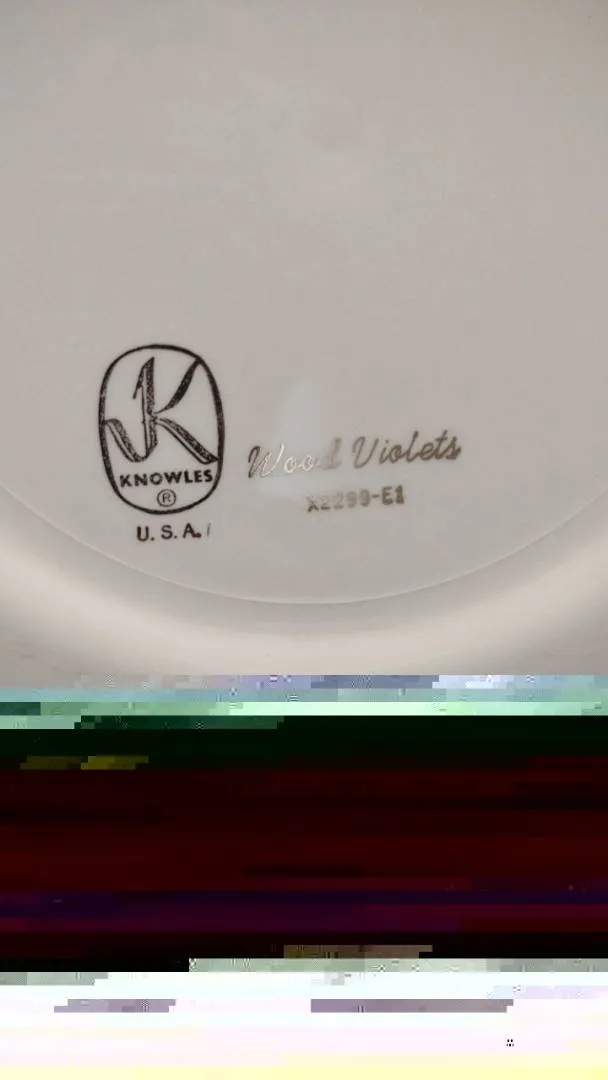 K
KNOWLES
®
U. S. A.
Wood Violets
X2299-E1